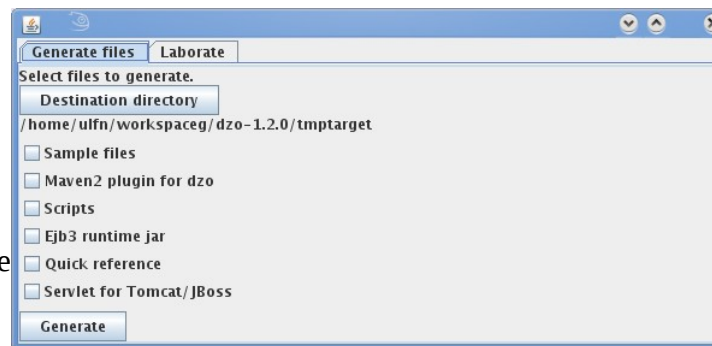 Generate files Laborate
Select files to generate.
Destination directory
/home/ulfn/workspaceg/dzo-1.2.0/tmptarget
Sample files
Maven2 plugin for dzo
Scripts
Ejb3 runtime jar
e
Quick reference
Servlet for Tomcat/JBoss
Generate